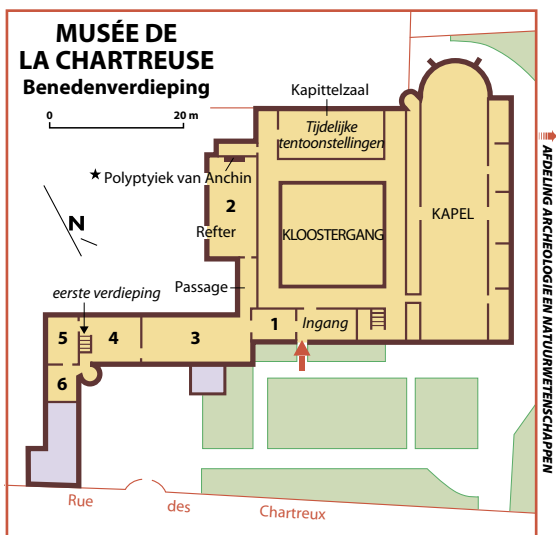 MUSÉE DE
LA CHARTREUSE
Benedenverdieping
0 20 m
Kapittelzaal
Tijdelijke
tentoonstellingen
★ Polyptyiek van Anchin
2
Refter
N
KLOOSTERGANG
KAPEL
Passage
eerste verdieping
1
Ingang
5
4
3
6
Rue des Chartreux
AFDELING ARCHEOLOGIE EN NATUURWETENSCHAPPEN